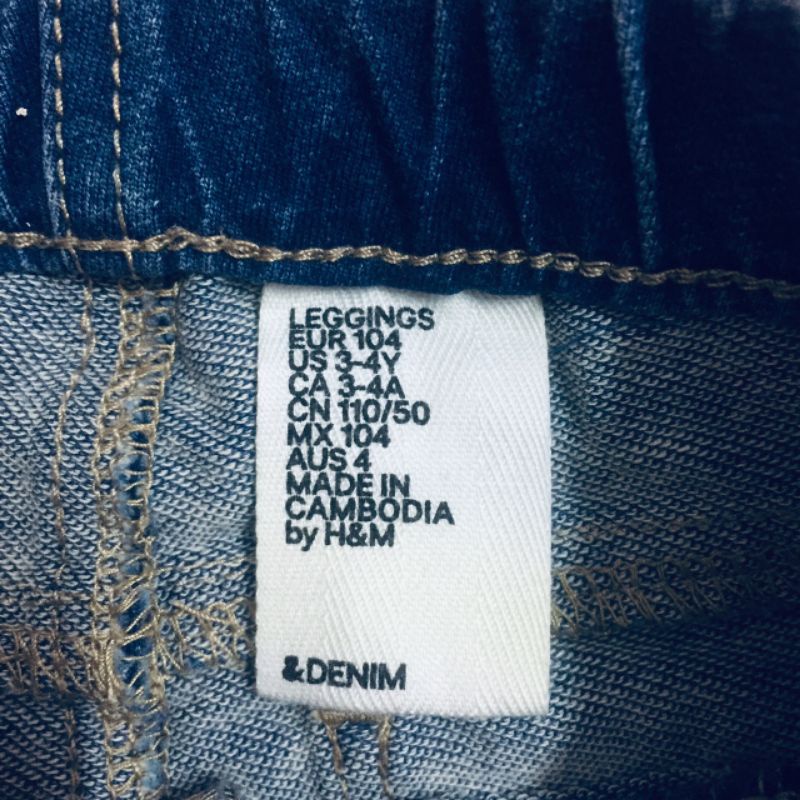 LEGGINGS
EUR 104
US 3-4Y
CA 3-4A
CN 110/50
MX 104
AUS 4
MADE IN
CAMBODIA
by H&M
&DENIM